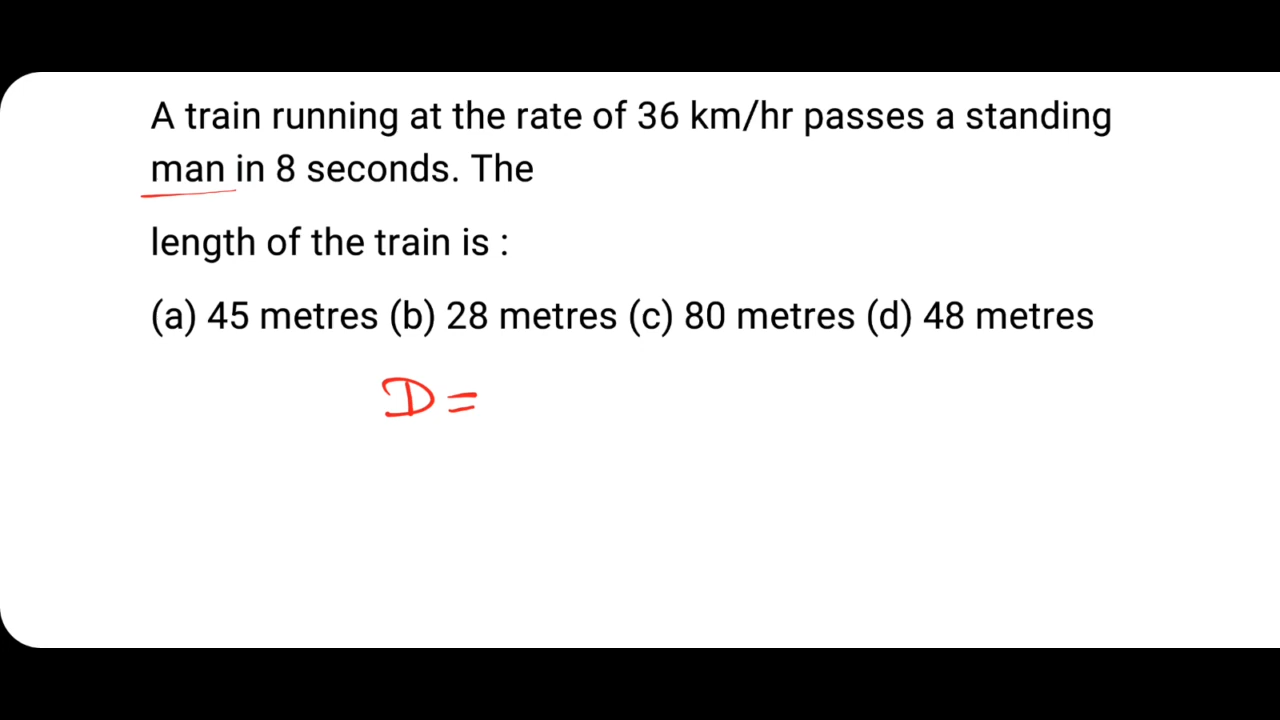 A train running at the rate of 36 km/hr passes a standing
man in 8 seconds. The
length of the train is :
(a) 45 metres (b) 28 metres (c) 80 metres (d) 48 metres
D =